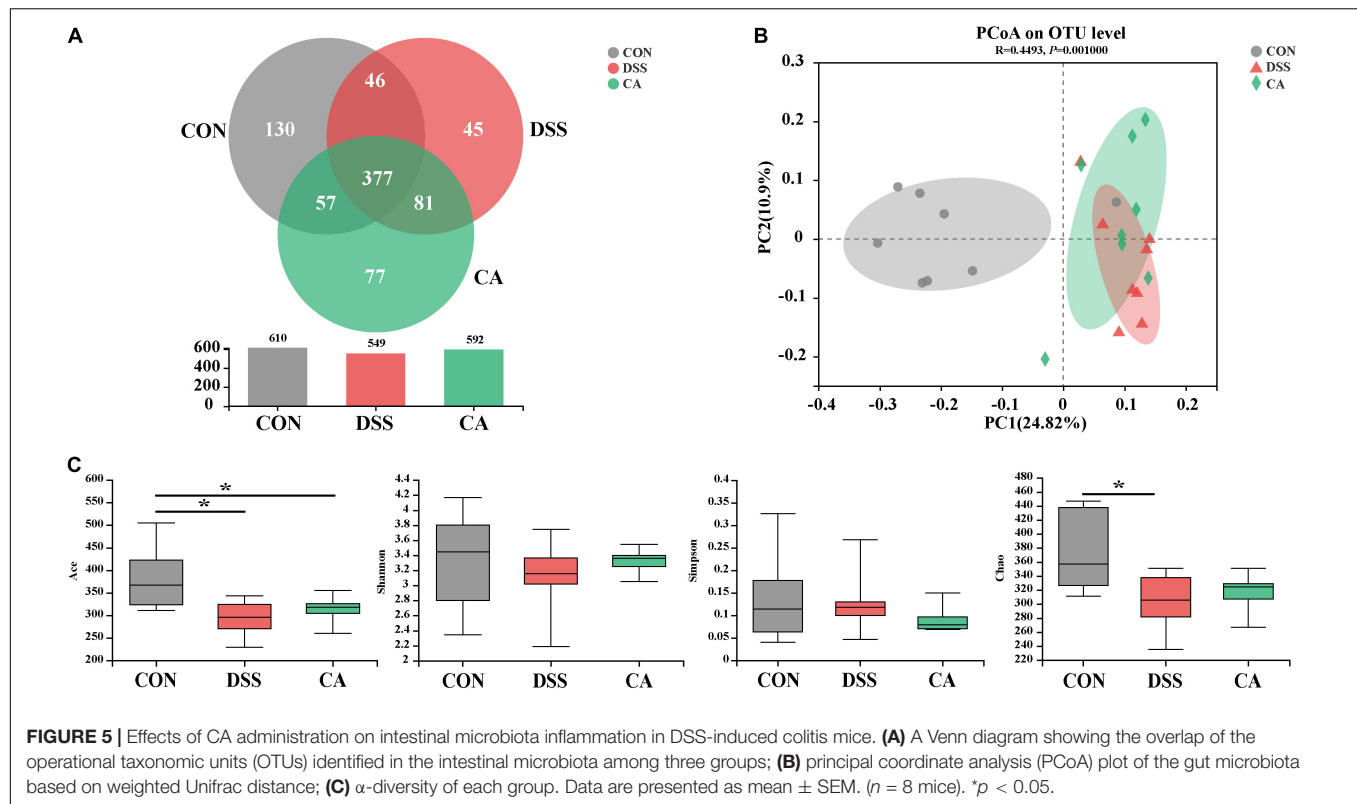 A
CON
DSS
CA
CON
DSS
CA
46
130
45
377
57
81
77
610
549
592
600
400
200
0
CON
DSS
CA
B
PCoA on OTU level
R=0.4493, P=0.001000
CON
DSS
CA
PC2(10.9%)
0.3
0.2
0.1
0
-0.1
-0.2
-0.4
-0.3
-0.2
-0.1
0
0.1
0.2
PC1(24.82%)
C
Ace
600
550
500
450
400
350
300
250
200
*
*
CON
DSS
CA
Shannon
4.4
4.2
4
3.8
3.6
3.4
3.2
3
2.8
2.6
2.4
2.2
2
CON
DSS
CA
Simpson
0.4
0.35
0.3
0.25
0.2
0.15
0.1
0.05
0
CON
DSS
CA
Chao
480
460
440
420
400
380
360
340
320
300
280
260
240
220
*
CON
DSS
CA
FIGURE 5 | Effects of CA administration on intestinal microbiota inflammation in DSS-induced colitis mice. (A) A Venn diagram showing the overlap of the
operational taxonomic units (OTUs) identified in the intestinal microbiota among three groups; (B) principal coordinate analysis (PCoA) plot of the gut microbiota
based on weighted Unifrac distance; (C) α-diversity of each group. Data are presented as mean ± SEM. (n = 8 mice). *p < 0.05.